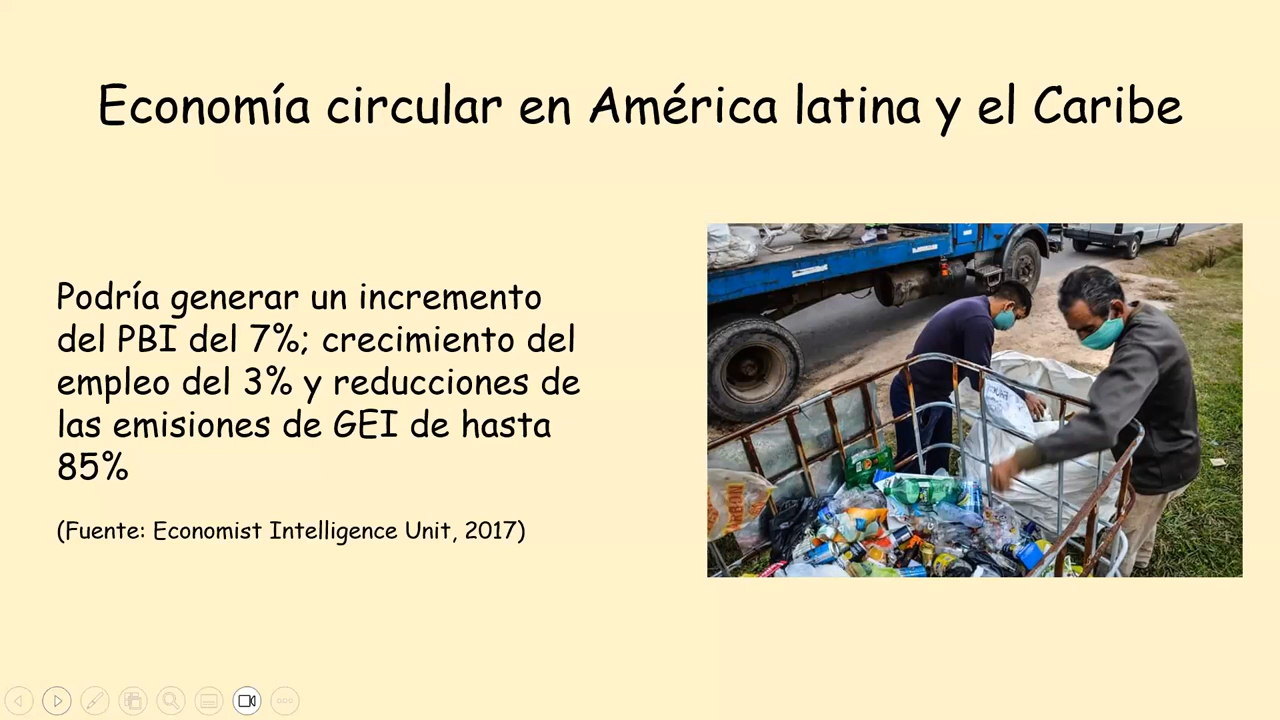 Economía circular en América latina y el Caribe
Podría generar un incremento
del PBI del 7%; crecimiento del
empleo del 3% y reducciones de
las emisiones de GEI de hasta
85%
(Fuente: Economist Intelligence Unit, 2017)